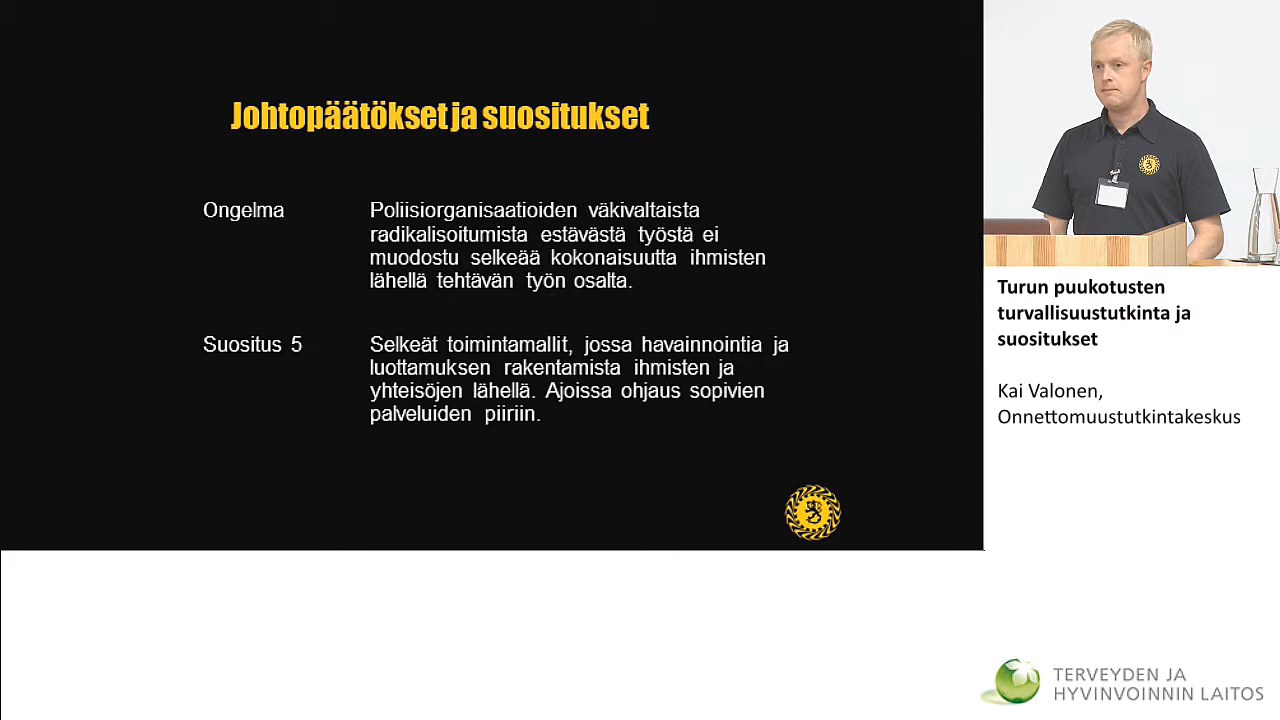 Johtopäätökset ja suositukset
Ongelma
Poliisiorganisaatioiden väkivaltaista
radikalisoitumista estävästä työstä ei
muodostu selkeää kokonaisuutta ihmisten
lähellä tehtävän työn osalta.
Suositus 5
Selkeät toimintamallit, jossa havainnointia ja
luottamuksen rakentamista ihmisten ja
yhteisöjen lähellä. Ajoissa ohjaus sopivien
palveluiden piiriin.
Turun puukotusten
turvallisuustutkinta ja
suositukset
Kai Valonen,
Onnettomuustutkintakeskus
TERVEYDEN JA
HYVINVOINNIN LAITOS